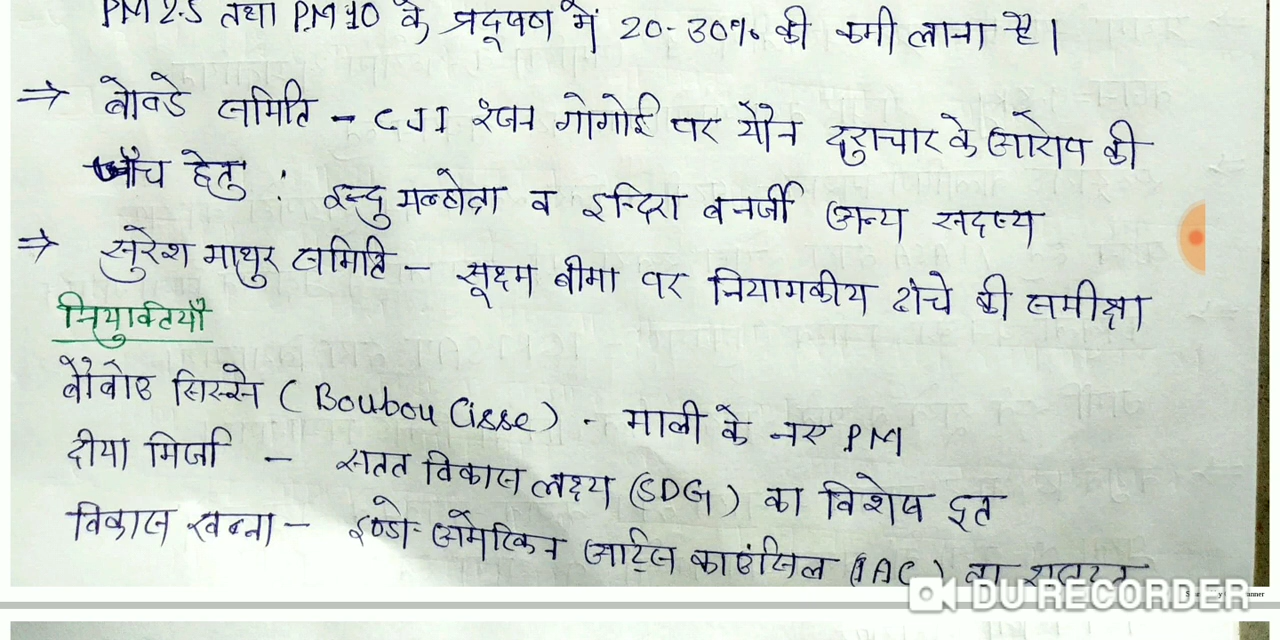 PM 2.5 तथा PM 10 के प्रदूषण में 20-30% की कमी लाना है।
⇒ बोवडे समिति - CJI रंजन गोगोई पर यौन दुराचार के आरोप की
जाँच हेतु : इन्दु मल्होत्रा व इन्दिरा बनर्जी अन्य सदस्य
⇒ सुरेश माथुर समिति - सूक्ष्म बीमा पर नियामकीय ढांचे की समीक्षा
नियुक्तियाँ
बौबोए सिस्से (Boubou Cisse) - माली के नए PM
दीया मिर्जा - सतत विकास लक्ष्य (SDG) का विशेष दूत
विकास खन्ना - इण्डो-अमेरिकन आर्ट्स काउंसिल (IAC) का
DU RECORDER